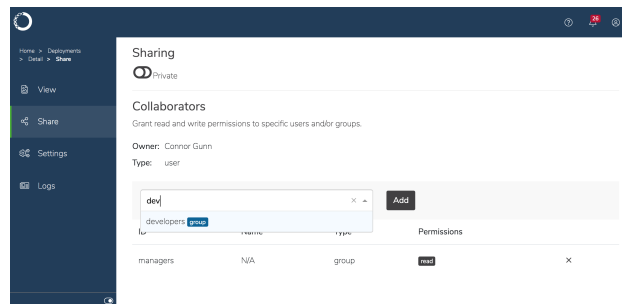 26
Home > Deployments
> Detail > Share
View
Share
Settings
Logs
Sharing
Private
Collaborators
Grant read and write permissions to specific users and/or groups.
Owner: Connor Gunn
Type: user
dev
Add
developers group
ID Name Type Permissions
managers N/A group read